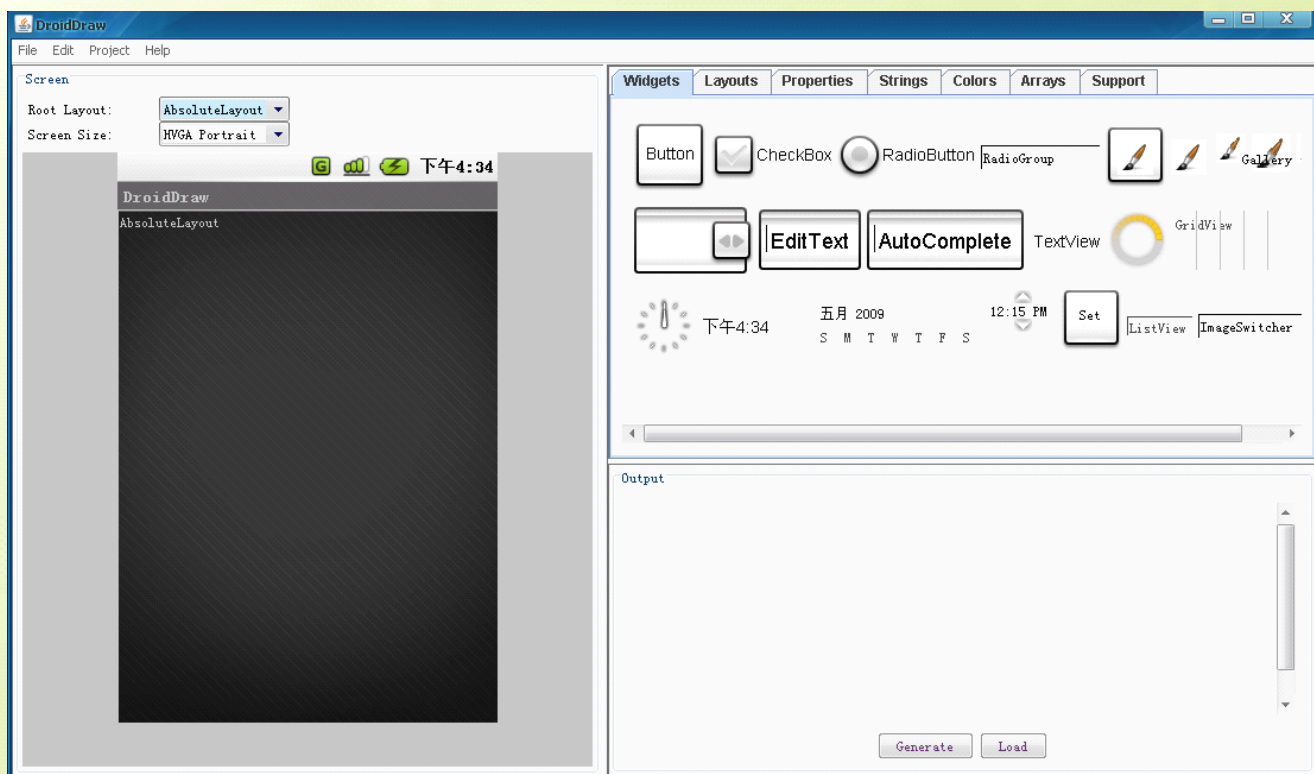 DroidDraw
File Edit Project Help
Screen
Root Layout: AbsoluteLayout
Screen Size: HVGA Portrait
G 下午4:34
DroidDraw
AbsoluteLayout
Widgets Layouts Properties Strings Colors Arrays Support
Button CheckBox RadioButton RadioGroup Gallery
EditText AutoComplete TextView GridView
下午4:34 五月 2009 12:15 PM Set ListView ImageSwitcher
S M T W T F S
Output
Generate Load